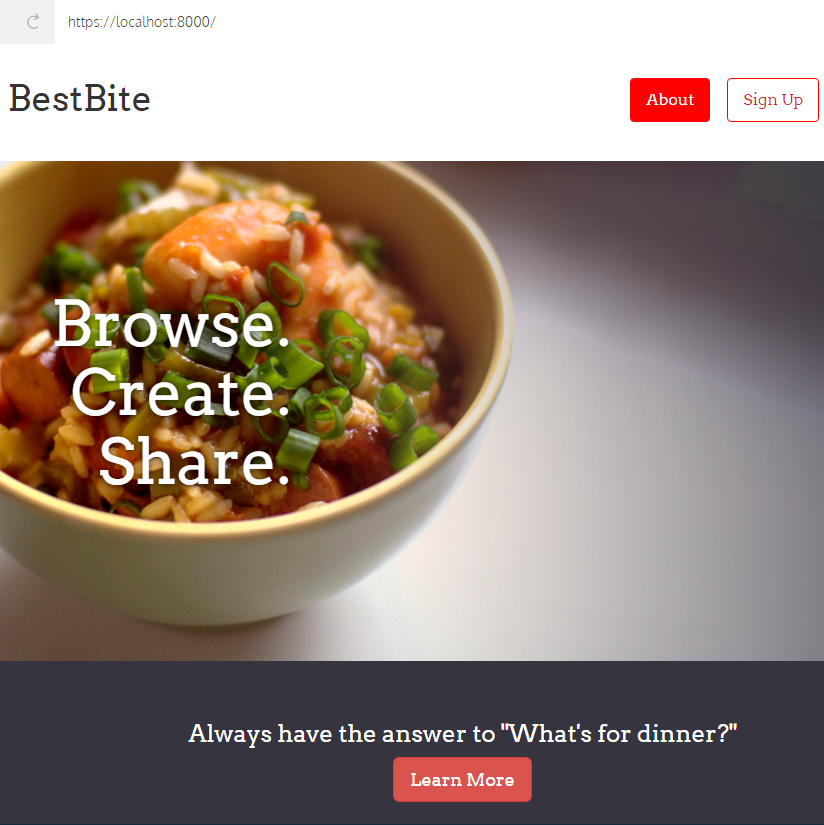 https://localhost:8000/
BestBite
About
Sign Up
Browse.
Create.
Share.
Always have the answer to "What's for dinner?"
Learn More